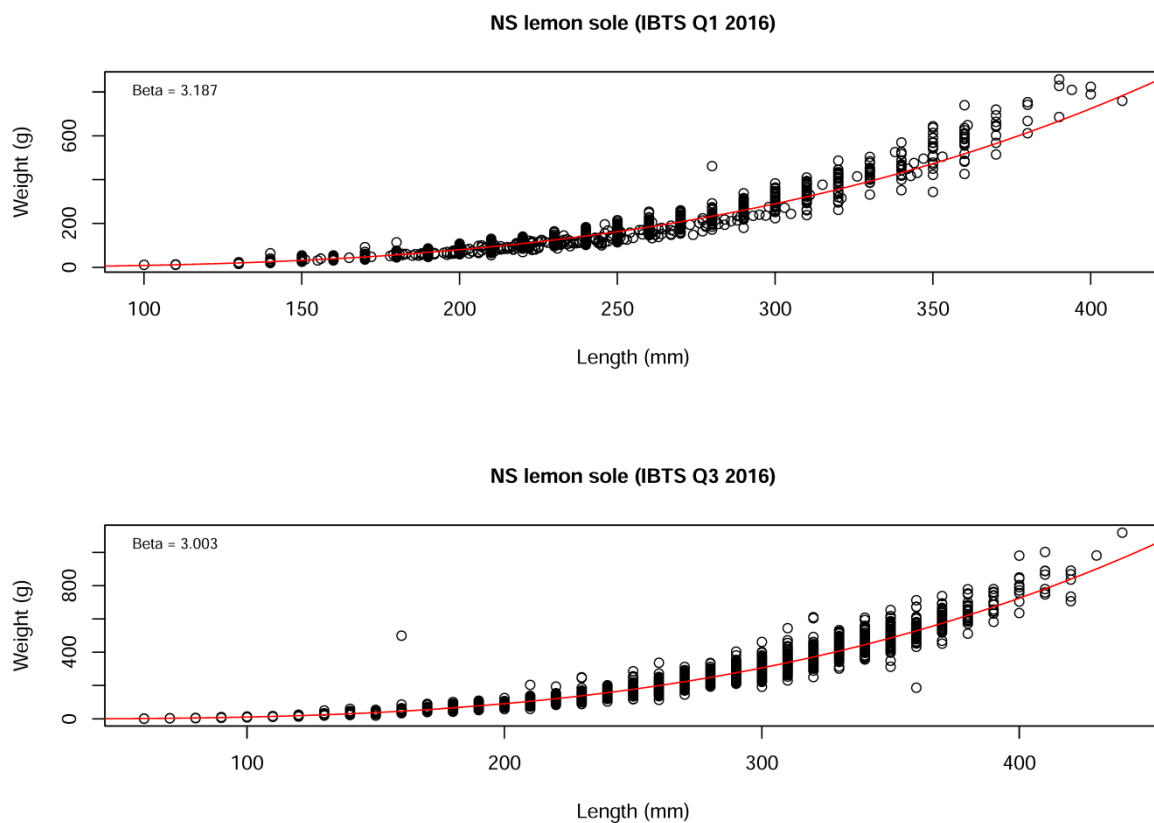 NS lemon sole (IBTS Q1 2016)
Beta = 3.187
Weight (g)
600
200
0
100 150 200 250 300 350 400
Length (mm)
NS lemon sole (IBTS Q3 2016)
Beta = 3.003
Weight (g)
800
400
0
100 200 300 400
Length (mm)